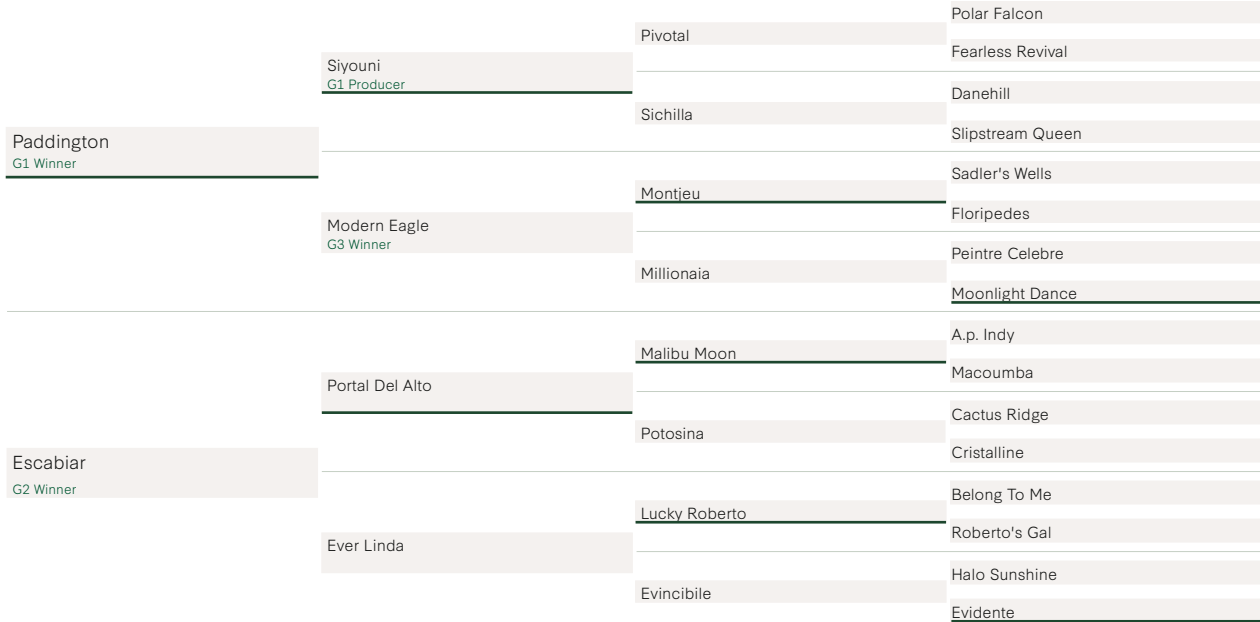 Polar Falcon
Pivotal
Fearless Revival
Siyouni
G1 Producer
Danehill
Sichilla
Slipstream Queen
Paddington
G1 Winner
Sadler's Wells
Montjeu
Floripedes
Modern Eagle
G3 Winner
Peintre Celebre
Millionaia
Moonlight Dance
A.p. Indy
Malibu Moon
Macoumba
Portal Del Alto
Cactus Ridge
Potosina
Cristalline
Escabiar
G2 Winner
Belong To Me
Lucky Roberto
Roberto's Gal
Ever Linda
Halo Sunshine
Evincibile
Evidente